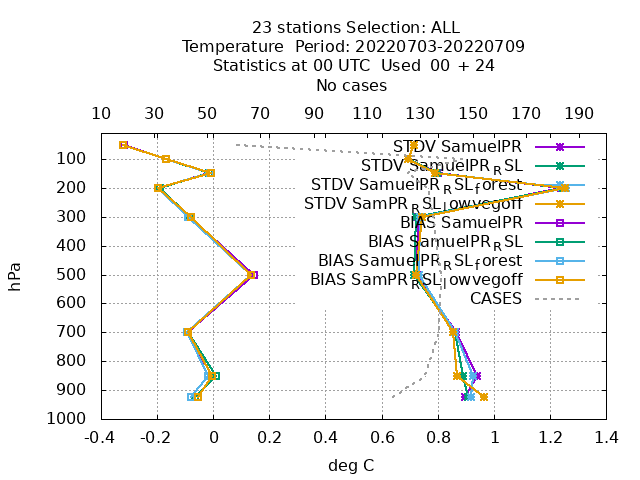 23 stations Selection: ALL
Temperature  Period: 20220703-20220709
Statistics at 00 UTC  Used  00 + 24
No cases
10 30 50 70 90 110 130 150 170 190
100
200
300
400
500
600
700
800
900
1000
hPa
STDV SamuelPR
STDV SamuelPR_RSL
STDV SamuelPR_RSL_forest
STDV SamPR_RSL_lowvegoff
BIAS SamuelPR
BIAS SamuelPR_RSL
BIAS SamuelPR_RSL_forest
BIAS SamPR_RSL_lowvegoff
CASES
-0.4 -0.2 0 0.2 0.4 0.6 0.8 1 1.2 1.4
deg C